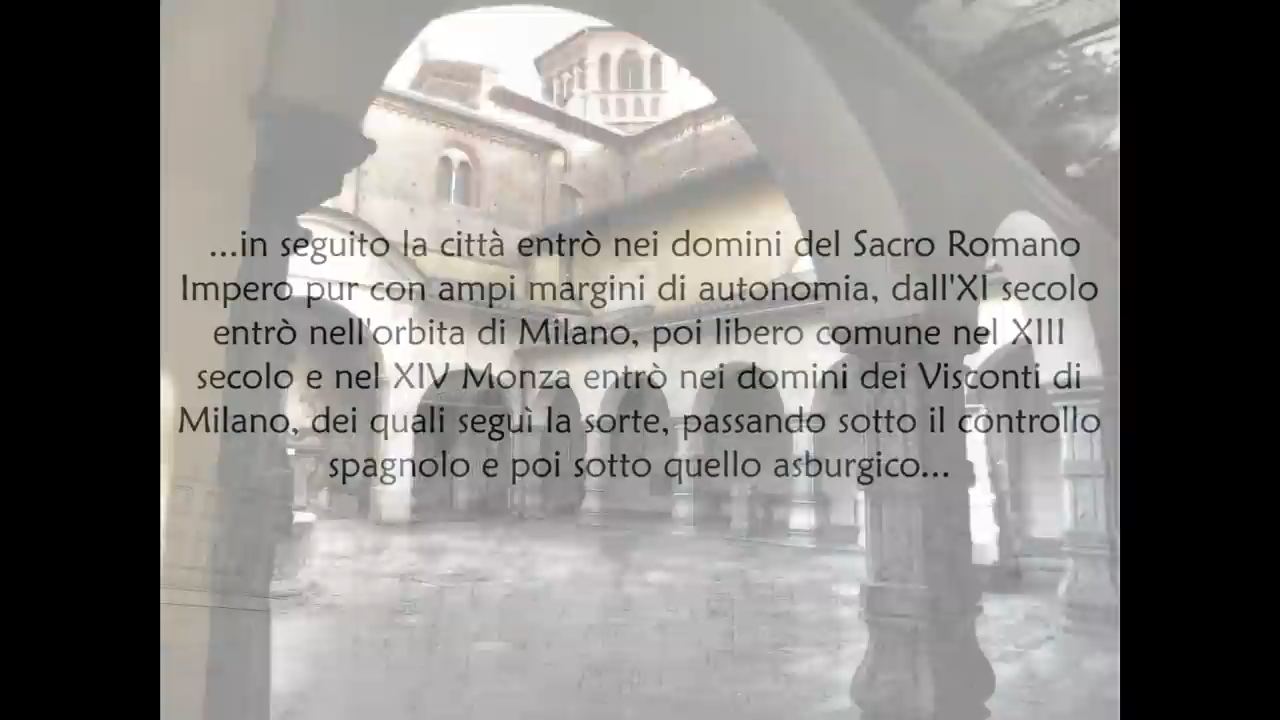 ...in seguito la città entrò nei domini del Sacro Romano
Impero pur con ampi margini di autonomia, dall'XI secolo
entrò nell'orbita di Milano, poi libero comune nel XIII
secolo e nel XIV Monza entrò nei domini dei Visconti di
Milano, dei quali seguì la sorte, passando sotto il controllo
spagnolo e poi sotto quello asburgico...